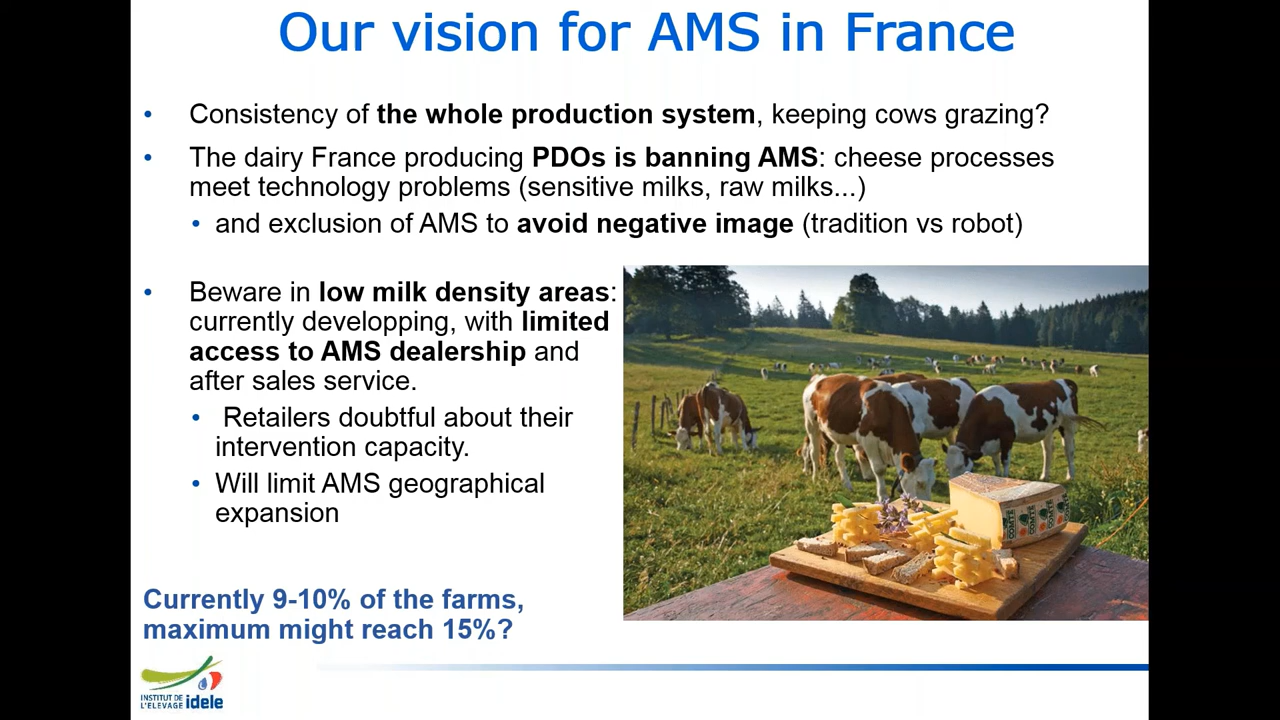 Our vision for AMS in France
• Consistency of the whole production system, keeping cows grazing?
• The dairy France producing PDOs is banning AMS: cheese processes
meet technology problems (sensitive milks, raw milks...)
• and exclusion of AMS to avoid negative image (tradition vs robot)
• Beware in low milk density areas:
currently developping, with limited
access to AMS dealership and
after sales service.
• Retailers doubtful about their
intervention capacity.
• Will limit AMS geographical
expansion
COMTE COMTE COMTE
Currently 9-10% of the farms,
maximum might reach 15%?
INSTITUT DE
L'ELEVAGE idele